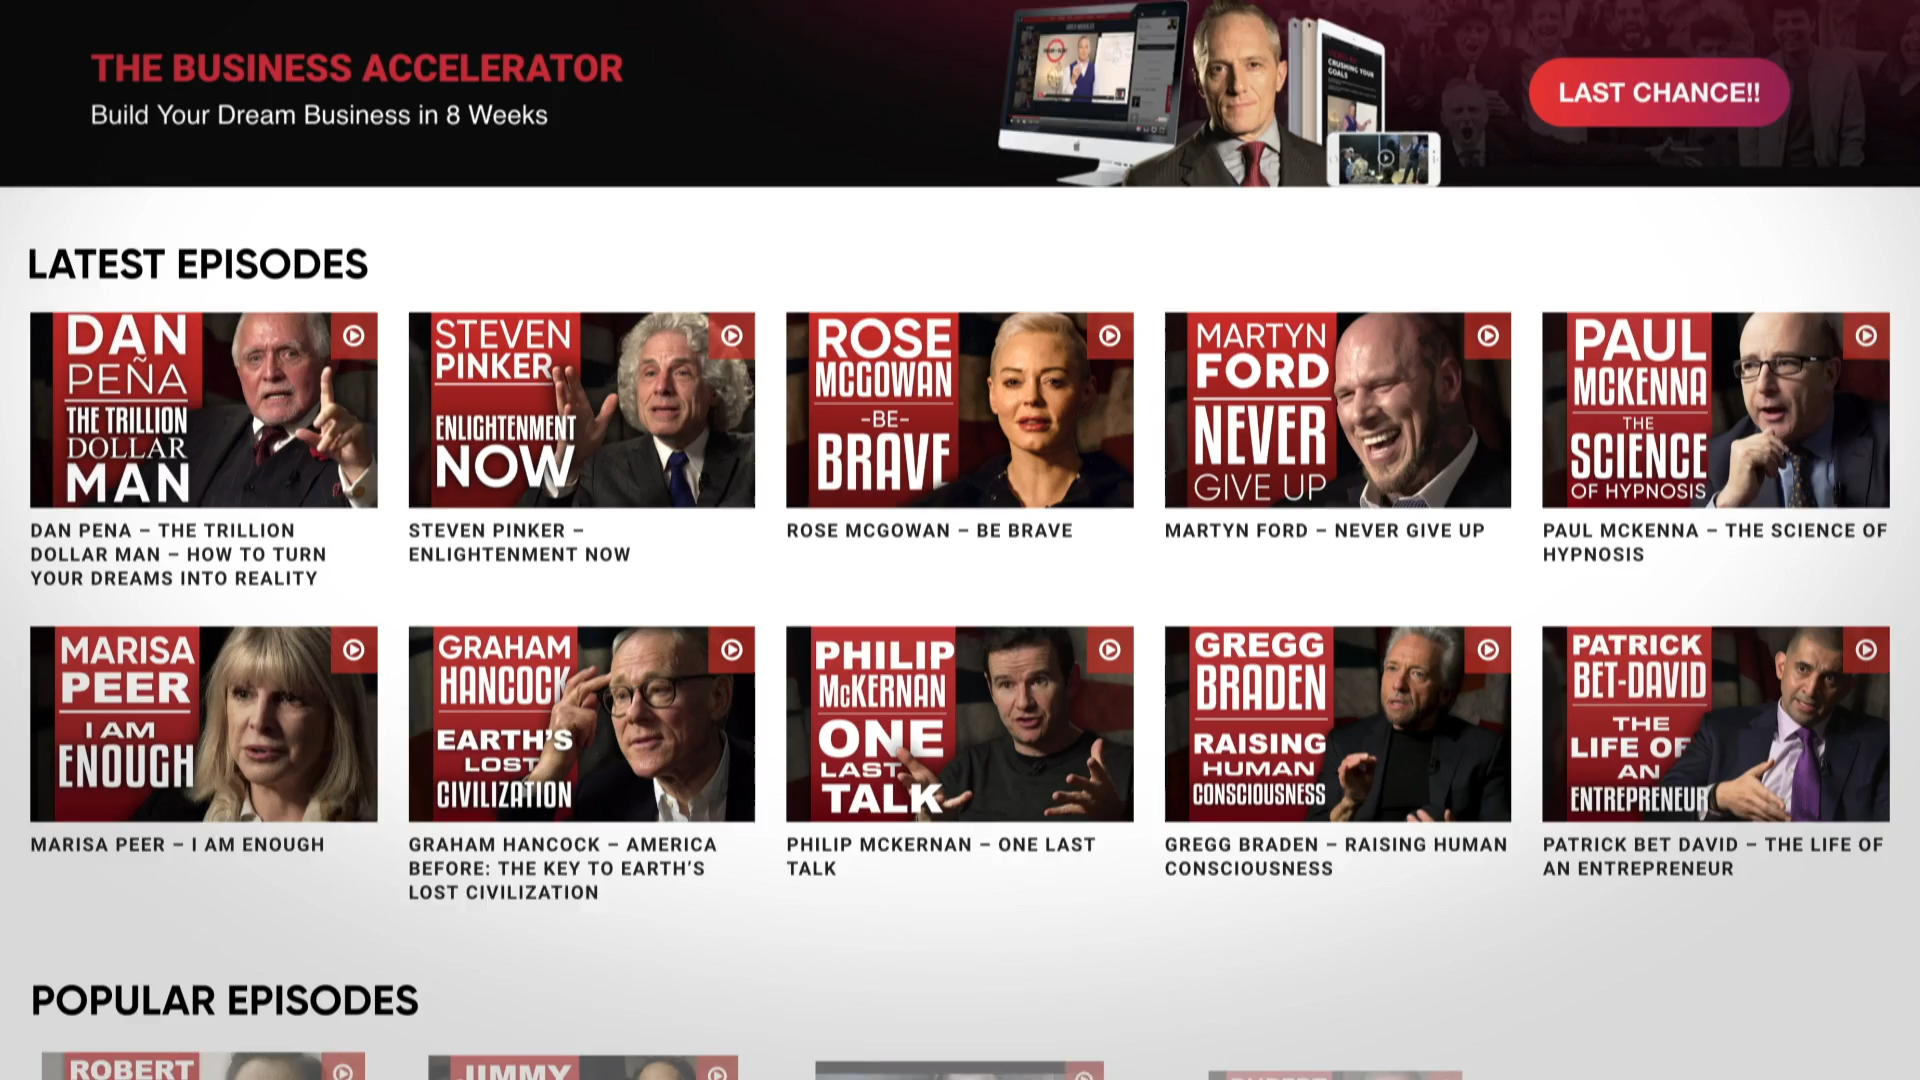 THE BUSINESS ACCELERATOR
Build Your Dream Business in 8 Weeks
LAST CHANCE!!
CRUSHING YOUR
GOALS
LATEST EPISODES
DAN
PEÑA
THE TRILLION
DOLLAR
MAN
DAN PENA – THE TRILLION
DOLLAR MAN – HOW TO TURN
YOUR DREAMS INTO REALITY
STEVEN
PINKER
ENLIGHTENMENT
NOW
STEVEN PINKER –
ENLIGHTENMENT NOW
ROSE
MCGOWAN
-BE-
BRAVE
ROSE MCGOWAN – BE BRAVE
MARTYN
FORD
NEVER
GIVE UP
MARTYN FORD – NEVER GIVE UP
PAUL
MCKENNA
THE
SCIENCE
OF HYPNOSIS
PAUL MCKENNA – THE SCIENCE OF
HYPNOSIS
MARISA
PEER
I AM
ENOUGH
MARISA PEER – I AM ENOUGH
GRAHAM
HANCOCK
EARTH'S
LOST
CIVILIZATION
GRAHAM HANCOCK – AMERICA
BEFORE: THE KEY TO EARTH'S
LOST CIVILIZATION
PHILIP
McKERNAN
ONE
LAST
TALK
PHILIP MCKERNAN – ONE LAST
TALK
GREGG
BRADEN
RAISING
HUMAN
CONSCIOUSNESS
GREGG BRADEN – RAISING HUMAN
CONSCIOUSNESS
PATRICK
BET-DAVID
THE
LIFE OF
AN
ENTREPRENEUR
PATRICK BET DAVID – THE LIFE OF
AN ENTREPRENEUR
POPULAR EPISODES
ROBERT
JIMMY